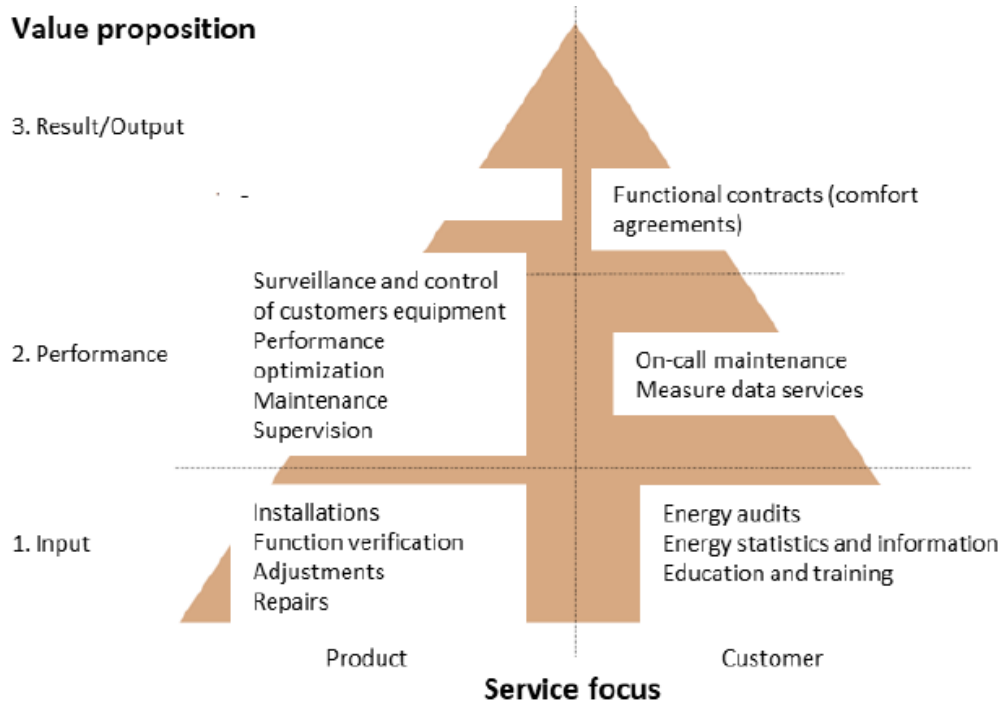 Value proposition
3. Result/Output
Functional contracts (comfort
agreements)
Surveillance and control
of customers equipment
Performance
optimization
Maintenance
Supervision
2. Performance
On-call maintenance
Measure data services
Installations
Function verification
Adjustments
Repairs
1. Input
Energy audits
Energy statistics and information
Education and training
Product
Customer
Service focus